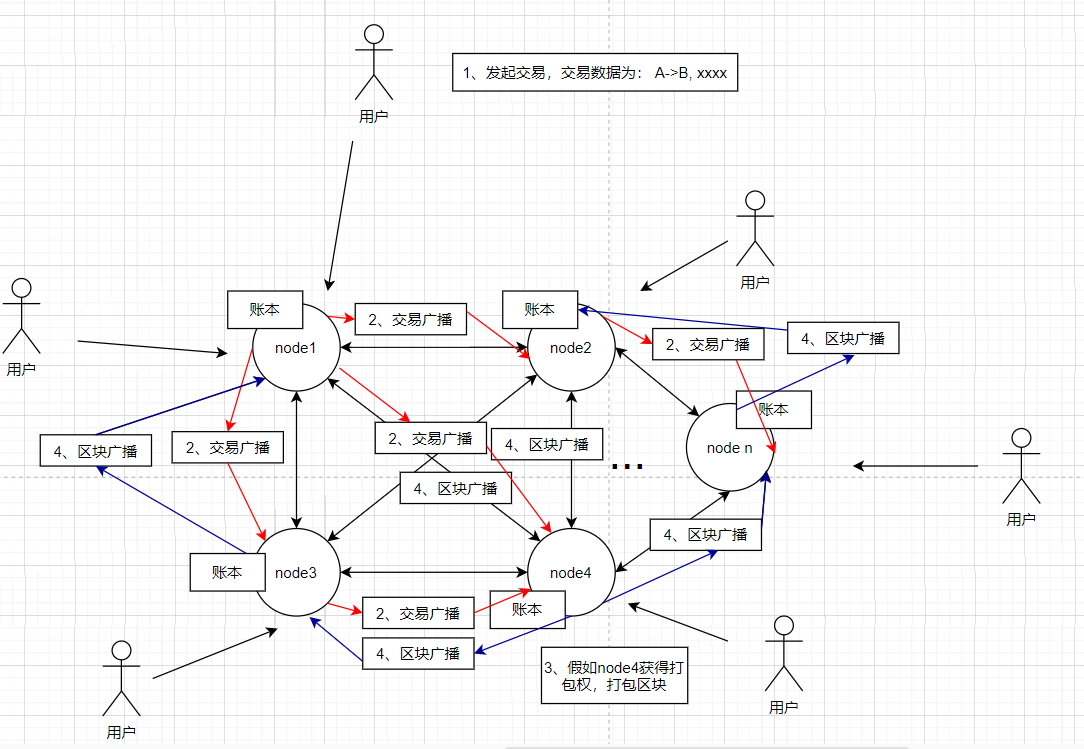 用户
1、发起交易，交易数据为： A->B, xxxx
用户
用户
账本
2、交易广播
账本
node1
node2
2、交易广播
4、区块广播
账本
4、区块广播
2、交易广播
2、交易广播
4、区块广播
node n
...
4、区块广播
用户
4、区块广播
账本
node3
node4
2、交易广播
账本
4、区块广播
3、假如node4获得打
包权，打包区块
用户
用户